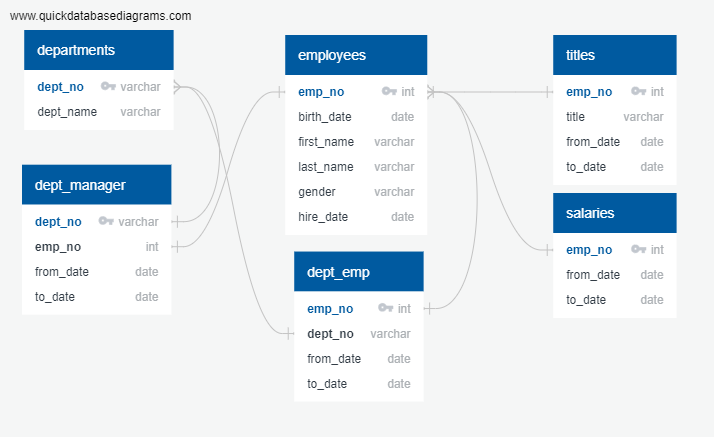 www.quickdatabasediagrams.com
departments
dept_no varchar
dept_name varchar
dept_manager
dept_no varchar
emp_no int
from_date date
to_date date
employees
emp_no int
birth_date date
first_name varchar
last_name varchar
gender varchar
hire_date date
dept_emp
emp_no int
dept_no varchar
from_date date
to_date date
titles
emp_no int
title varchar
from_date date
to_date date
salaries
emp_no int
from_date date
to_date date